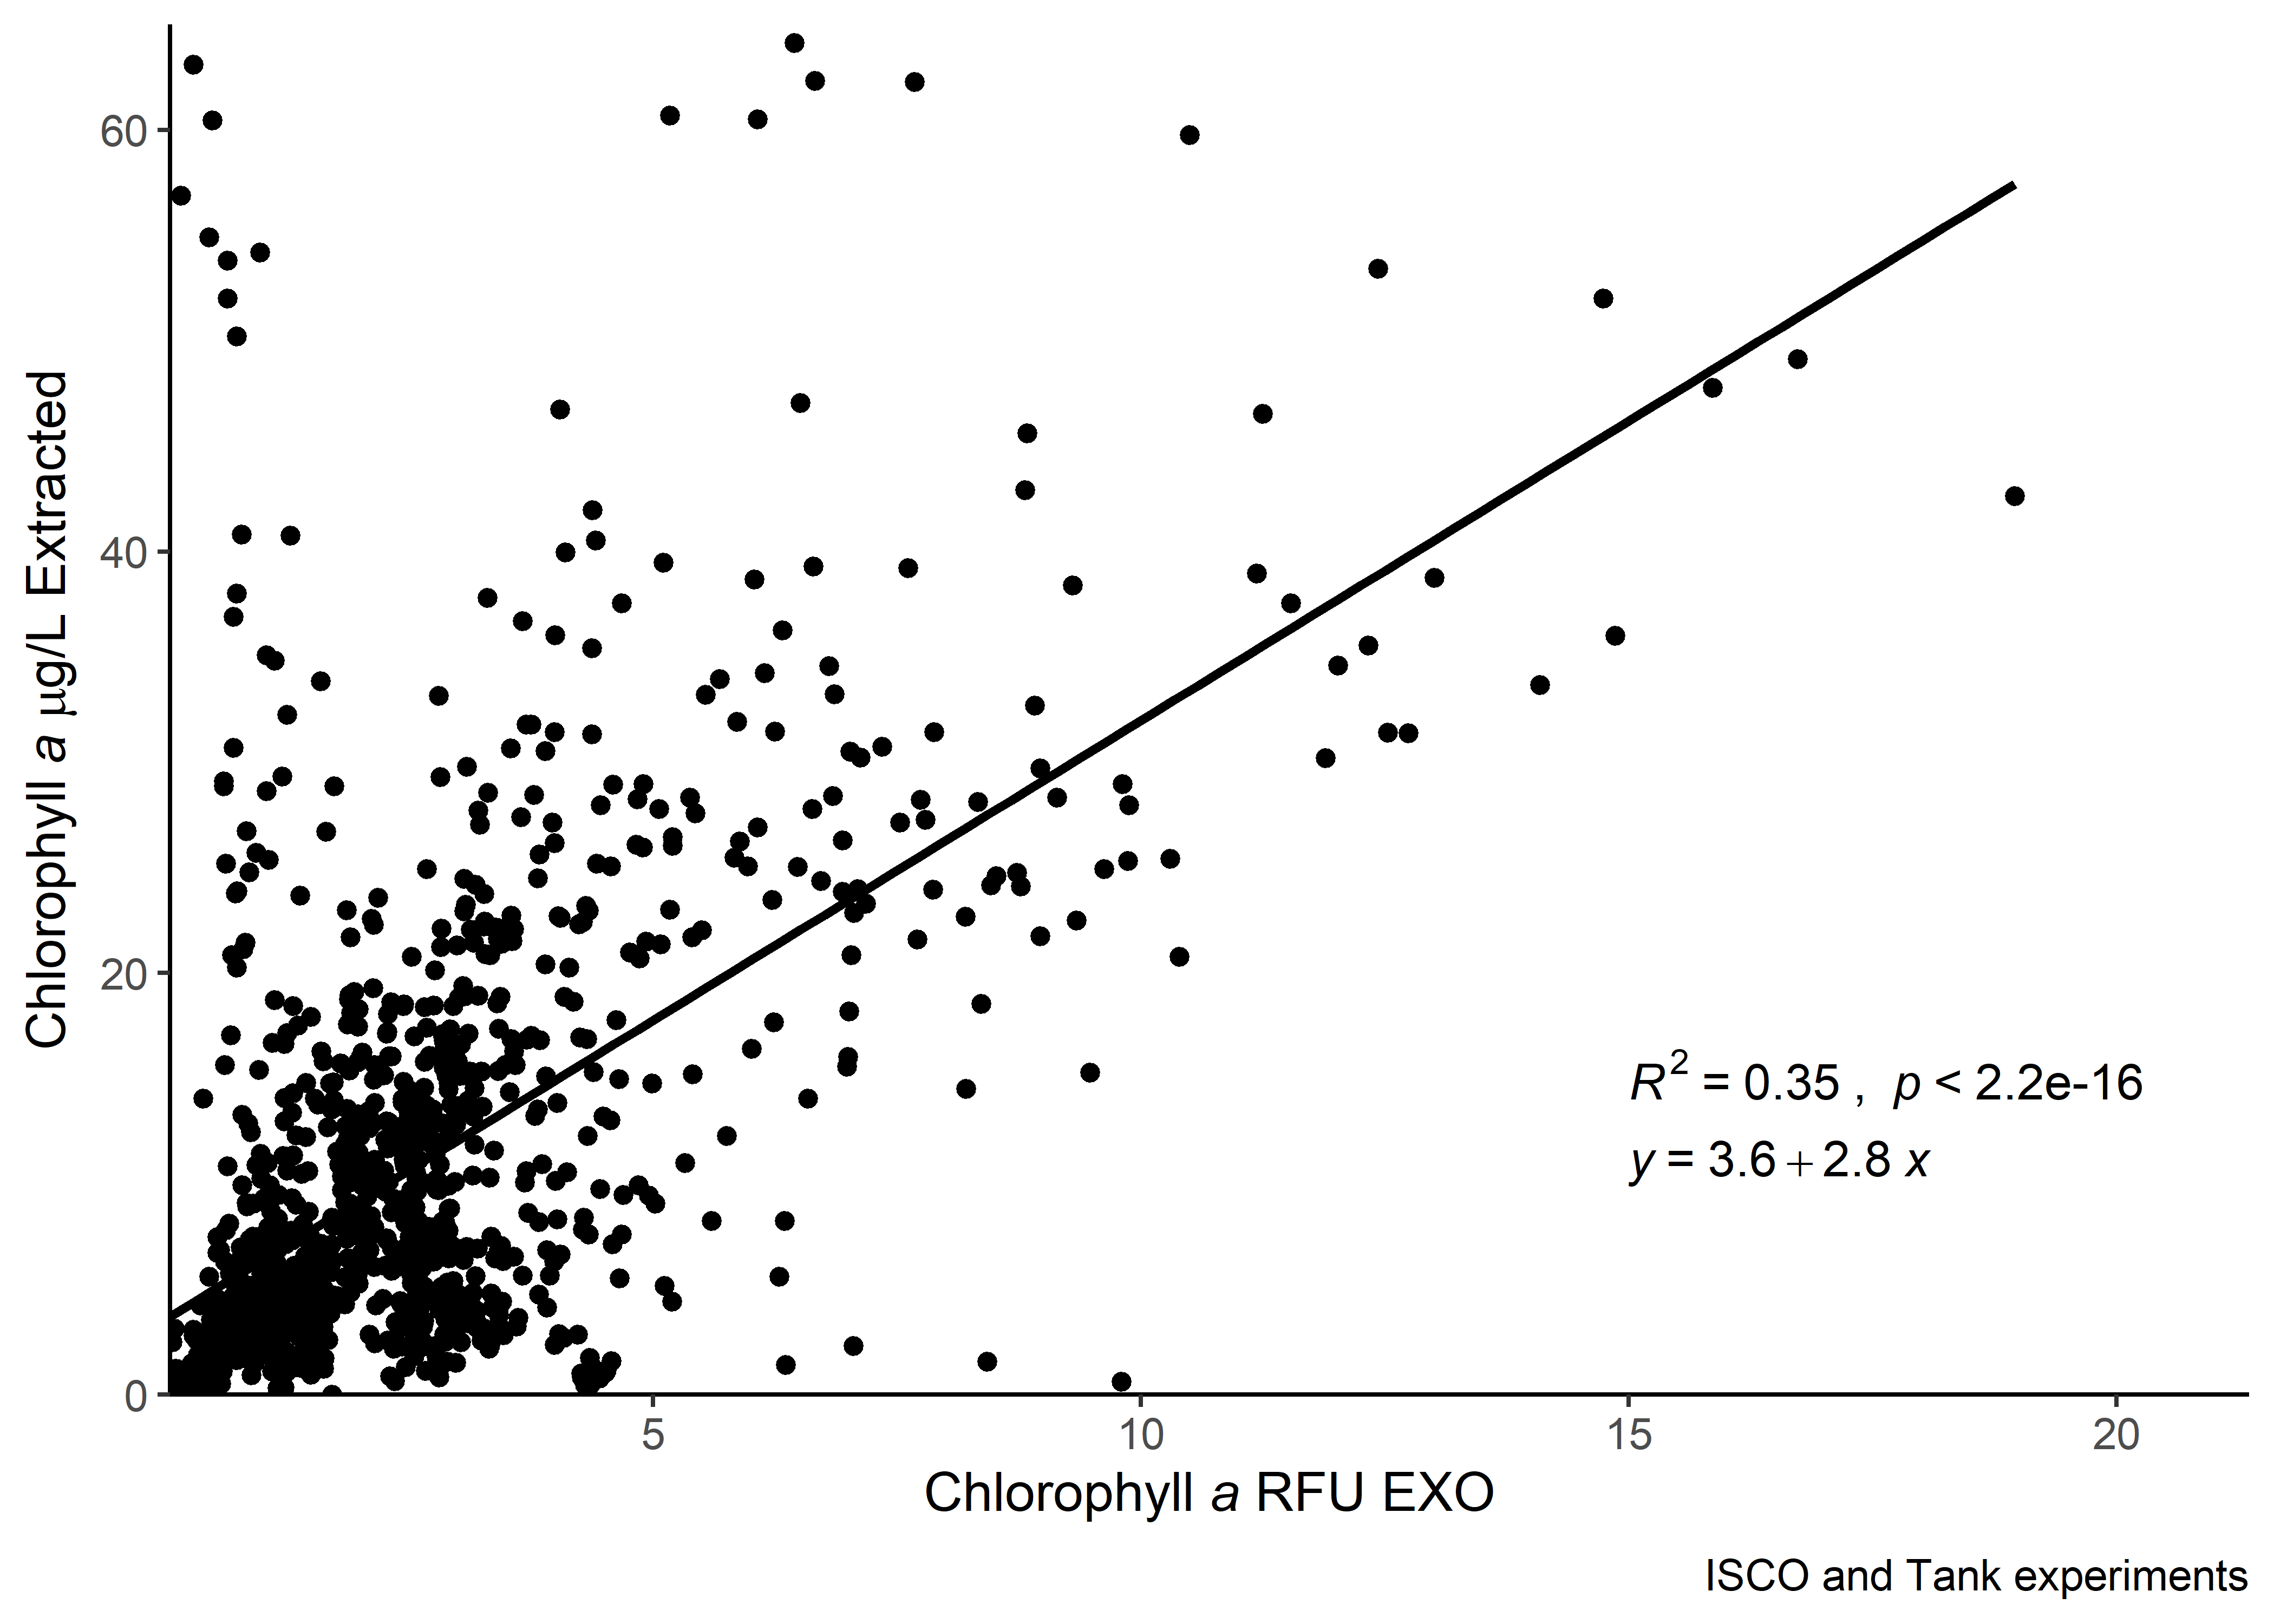 60
40
20
0
Chlorophyll a µg/L Extracted
R² = 0.35 , p < 2.2e-16
y = 3.6 + 2.8 x
5 10 15 20
Chlorophyll a RFU EXO
ISCO and Tank experiments